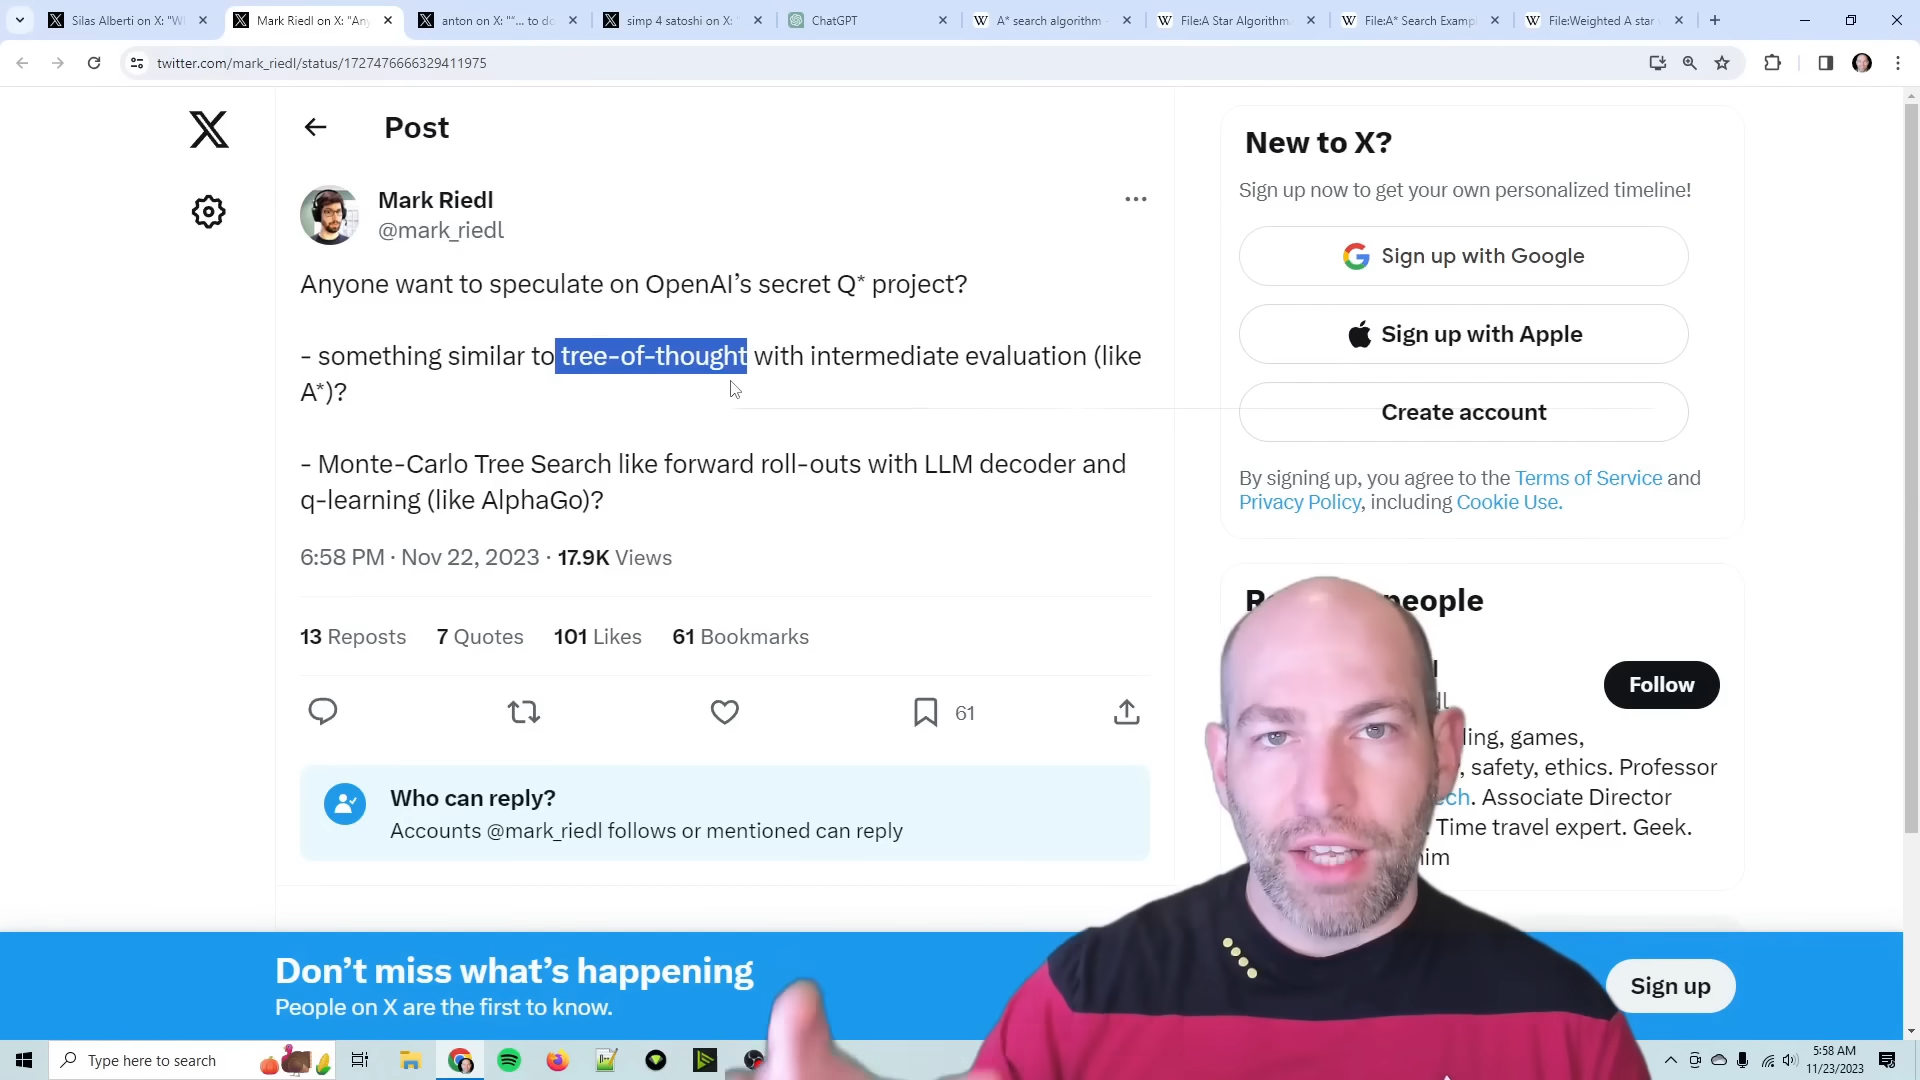 Silas Alberti on X: "W
Mark Riedl on X: "Any
anton on X: "“... to do
simp 4 satoshi on X: "
ChatGPT
A* search algorithm -
File:A Star Algorithm.
File:A* Search Examp
File:Weighted A star
twitter.com/mark_riedl/status/1727476666329411975
Post
Mark Riedl
@mark_riedl
Anyone want to speculate on OpenAI’s secret Q* project?
- something similar to tree-of-thought with intermediate evaluation (like
A*)?
- Monte-Carlo Tree Search like forward roll-outs with LLM decoder and
q-learning (like AlphaGo)?
6:58 PM · Nov 22, 2023 · 17.9K Views
13 Reposts 7 Quotes 101 Likes 61 Bookmarks
61
Who can reply?
Accounts @mark_riedl follows or mentioned can reply
New to X?
Sign up now to get your own personalized timeline!
Sign up with Google
Sign up with Apple
Create account
By signing up, you agree to the Terms of Service and
Privacy Policy, including Cookie Use.
people
Follow
ling, games,
, safety, ethics. Professor
ech. Associate Director
. Time travel expert. Geek.
him
Don’t miss what’s happening
People on X are the first to know.
Sign up
Type here to search
5:58 AM
11/23/2023